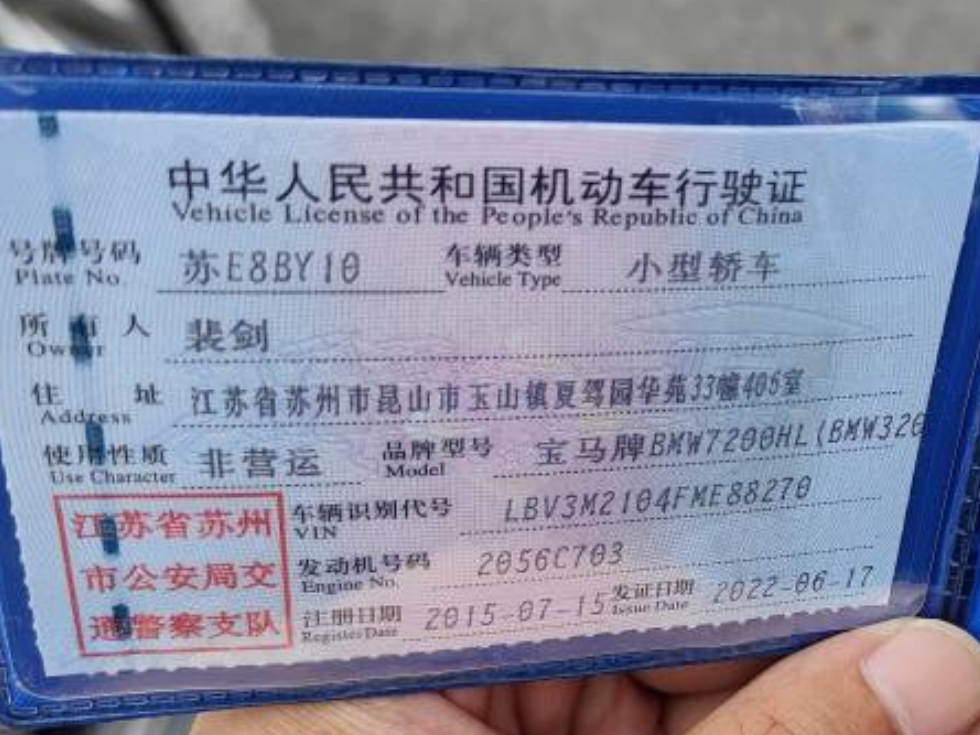 中华人民共和国机动车行驶证
Vehicle License of the People's Republic of China
号牌号码 苏E8BY10 车辆类型 小型轿车
Plate No. Vehicle Type
所有人 裴剑
Owner
住址 江苏省苏州市昆山市玉山镇夏驾园华苑33幢405室
Address
使用性质 非营运 品牌型号 宝马牌BMW7200HL(BMW320
Use Character Model
江苏省苏州 车辆识别代号 LBV3M2104FME88270
VIN
市公安局交 发动机号码 2056C703
Engine No.
通警察支队 注册日期 2015-07-15 发证日期 2022-06-17
Register Date Issue Date